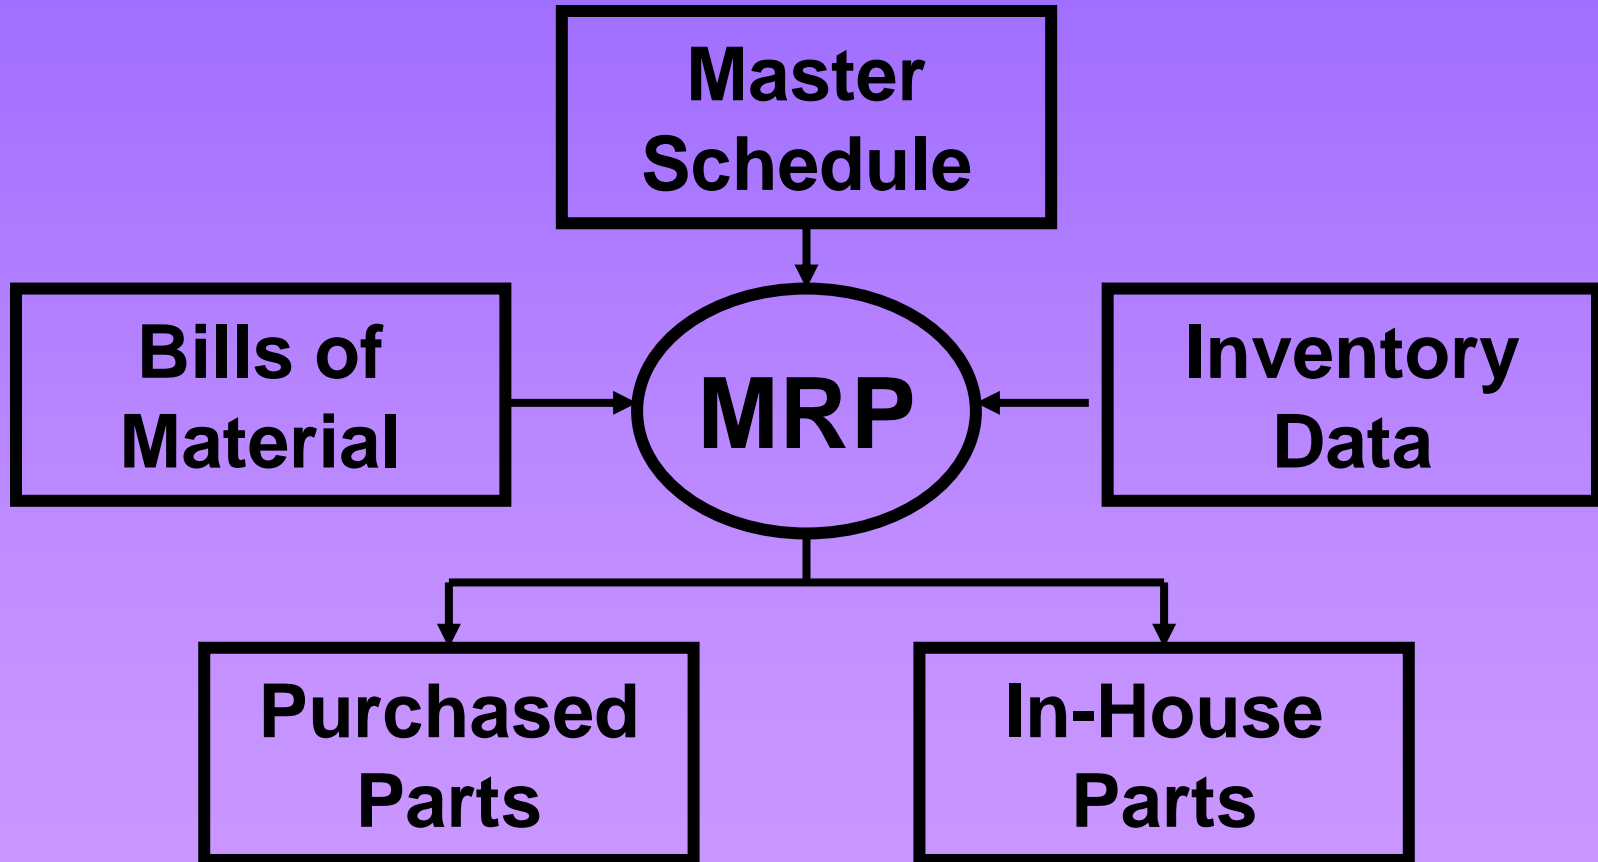 Master
Schedule
Bills of
Material
MRP
Inventory
Data
Purchased
Parts
In-House
Parts